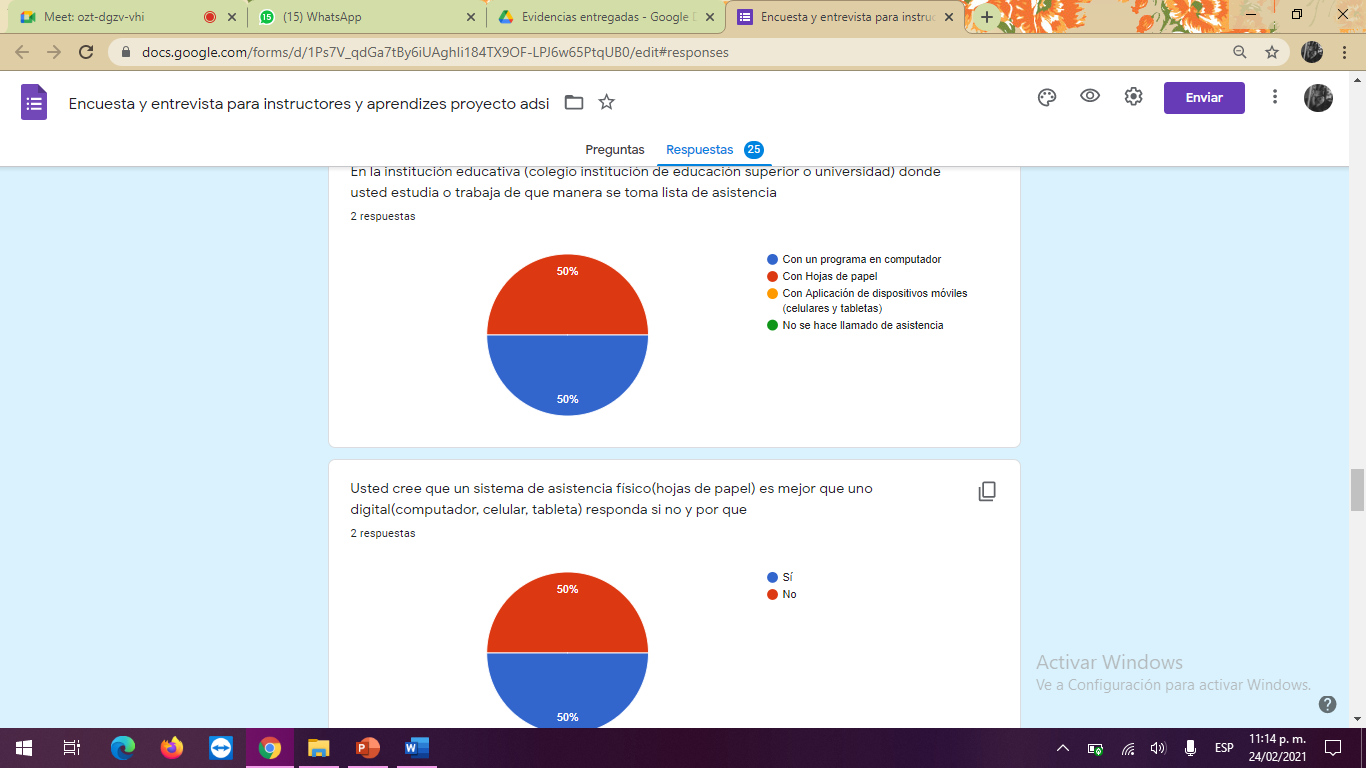 Meet: ozt-dgzv-vhi
15
(15) WhatsApp
Evidencias entregadas - Google D
Encuesta y entrevista para instruc
docs.google.com/forms/d/1Ps7V_qdGa7tBy6iUAghIi184TX9OF-LPJ6w65PtqUB0/edit#responses
Encuesta y entrevista para instructores y aprendizes proyecto adsi
Enviar
Preguntas
Respuestas 25
En la institución educativa (colegio institución de educación superior o universidad) donde
usted estudia o trabaja de que manera se toma lista de asistencia
2 respuestas
50%
50%
Con un programa en computador
Con Hojas de papel
Con Aplicación de dispositivos móviles
(celulares y tabletas)
No se hace llamado de asistencia
Usted cree que un sistema de asistencia físico(hojas de papel) es mejor que uno
digital(computador, celular, tableta) responda si no y por que
2 respuestas
50%
50%
Sí
No
Activar Windows
Ve a Configuración para activar Windows.
ESP
11:14 p. m.
24/02/2021